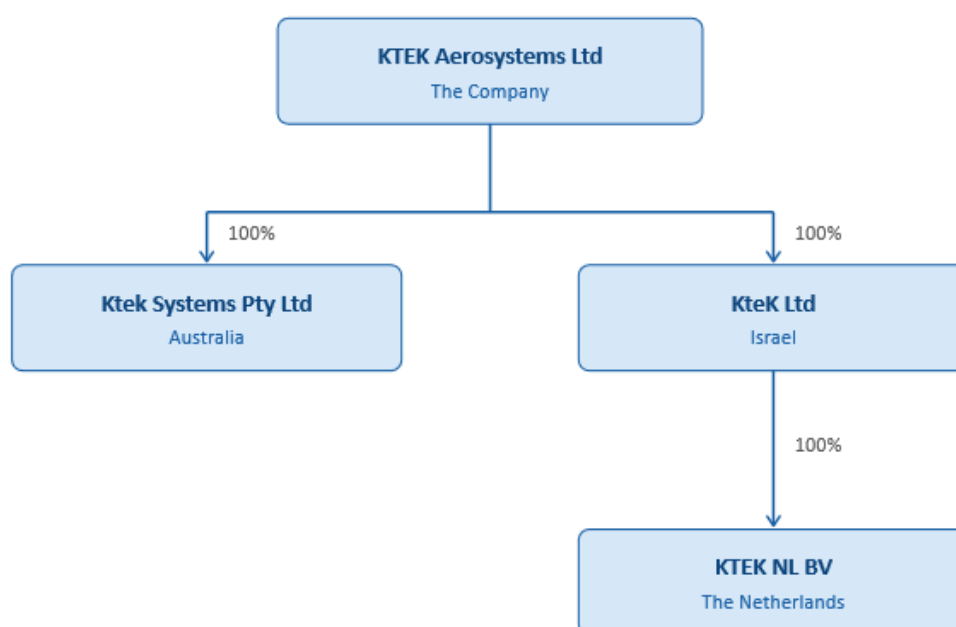 KTEK Aerosystems Ltd
The Company
100%
100%
Ktek Systems Pty Ltd
Australia
KteK Ltd
Israel
100%
KTEK NL BV
The Netherlands